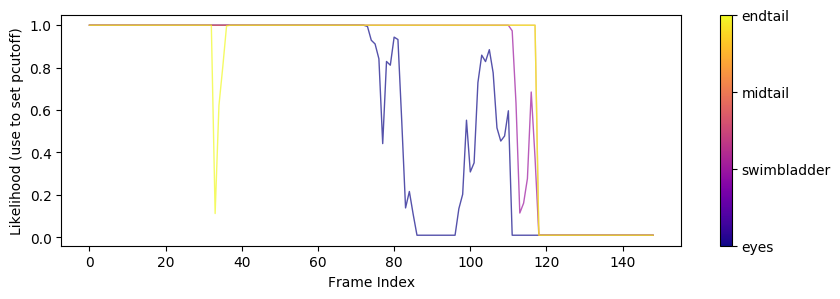 1.0
0.8
0.6
0.4
0.2
0.0
Likelihood (use to set pcutoff)
0 20 40 60 80 100 120 140
Frame Index
endtail
midtail
swimbladder
eyes